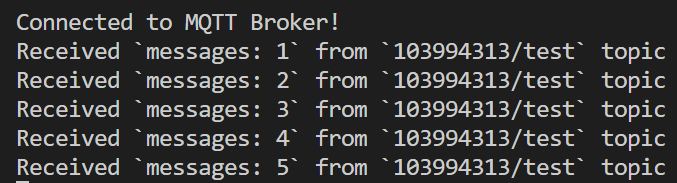 Connected to MQTT Broker!
Received `messages: 1` from `103994313/test` topic
Received `messages: 2` from `103994313/test` topic
Received `messages: 3` from `103994313/test` topic
Received `messages: 4` from `103994313/test` topic
Received `messages: 5` from `103994313/test` topic